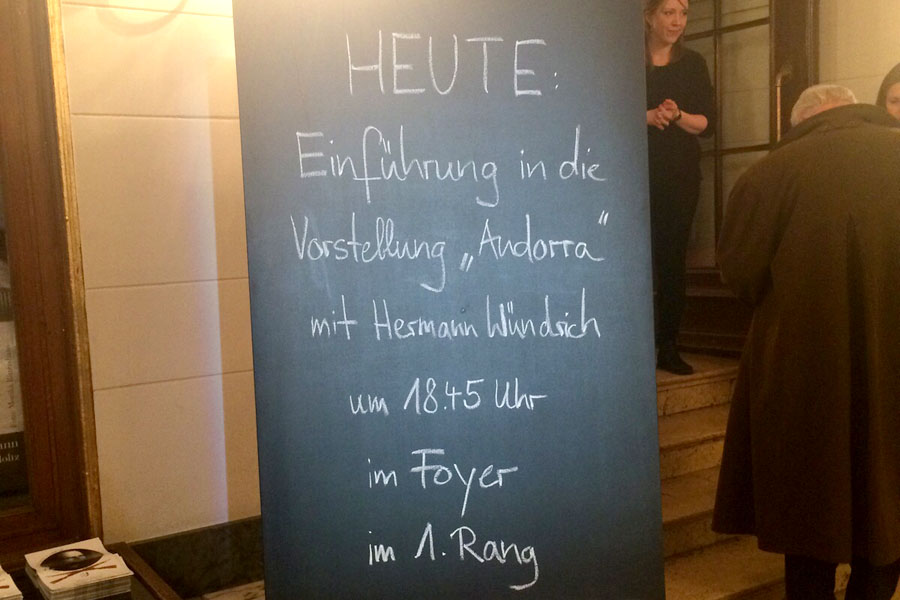 HEUTE:
Einführung in die
Vorstellung „Andorra“
mit Hermann Wündrich
um 18.45 Uhr
im Foyer
im 1. Rang